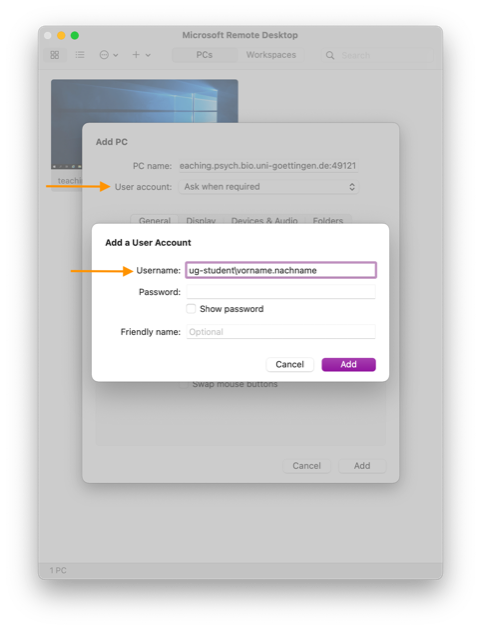 Microsoft Remote Desktop
PCs Workspaces Search
teachi
Add PC
PC name: eaching.psych.bio.uni-goettingen.de:49121
User account: Ask when required
General Display Devices & Audio Folders
Add a User Account
Username: ug-student\vorname.nachname
Password:
Show password
Friendly name: Optional
Cancel Add
Swap mouse buttons
Cancel Add
1 PC